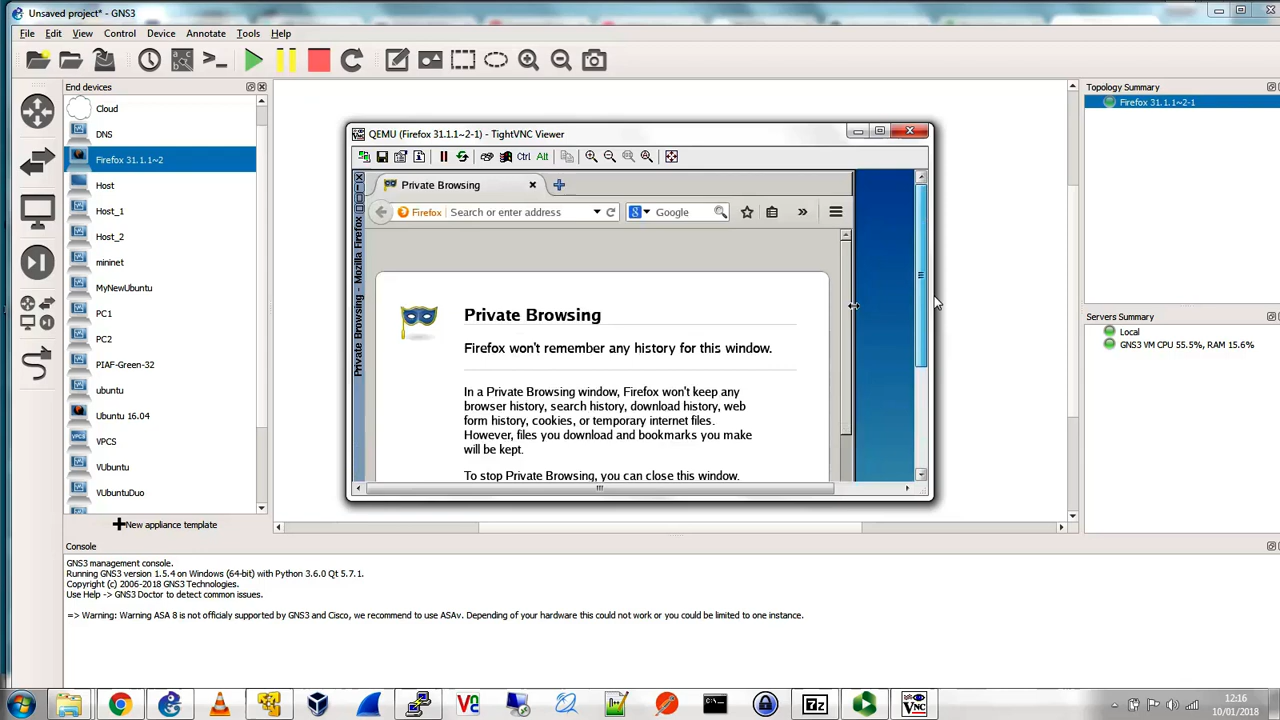 Unsaved project* - GNS3
File Edit View Control Device Annotate Tools Help
End devices
Cloud
DNS
Firefox 31.1.1~2
Host
Host_1
Host_2
mininet
MyNewUbuntu
PC1
PC2
PIAF-Green-32
ubuntu
Ubuntu 16.04
VPCS
VUbuntu
VUbuntuDuo
New appliance template
QEMU (Firefox 31.1.1~2-1) - TightVNC Viewer
Ctrl Alt
Private Browsing - Mozilla Firefox
Private Browsing
Firefox Search or enter address Google
Private Browsing
Firefox won't remember any history for this window.
In a Private Browsing window, Firefox won't keep any
browser history, search history, download history, web
form history, cookies, or temporary internet files.
However, files you download and bookmarks you make
will be kept.
To stop Private Browsing, you can close this window.
Topology Summary
Firefox 31.1.1~2-1
Servers Summary
Local
GNS3 VM CPU 55.5%, RAM 15.6%
Console
GNS3 management console.
Running GNS3 version 1.5.4 on Windows (64-bit) with Python 3.6.0 Qt 5.7.1.
Copyright (c) 2006-2018 GNS3 Technologies.
Use Help -> GNS3 Doctor to detect common issues.
=> Warning: Warning ASA 8 is not officialy supported by GNS3 and Cisco, we recommend to use ASAv. Depending of your hardware this could not work or you could be limited to one instance.
12:16
10/01/2018